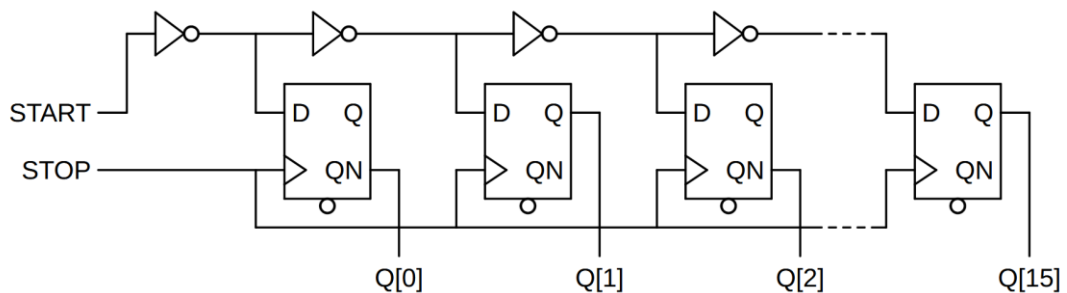 START
D Q
D Q
D Q
D Q
STOP
QN
QN
QN
QN
Q[0]
Q[1]
Q[2]
Q[15]